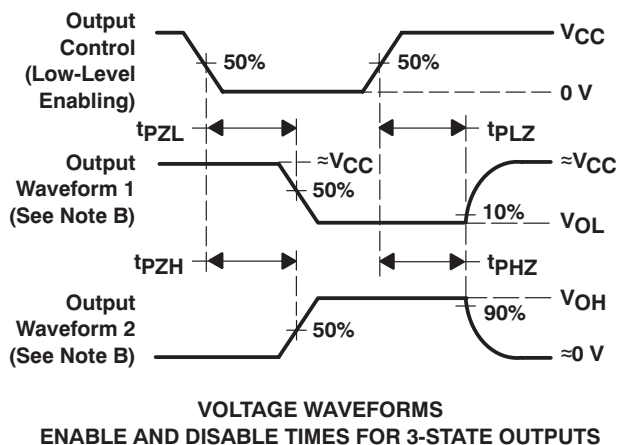 Output
Control
(Low-Level
Enabling)
50%
50%
VCC
0 V
tPZL
tPLZ
Output
Waveform 1
(See Note B)
≈VCC
50%
≈VCC
10%
VOL
tPZH
tPHZ
Output
Waveform 2
(See Note B)
50%
VOH
90%
≈0 V
VOLTAGE WAVEFORMS
ENABLE AND DISABLE TIMES FOR 3-STATE OUTPUTS